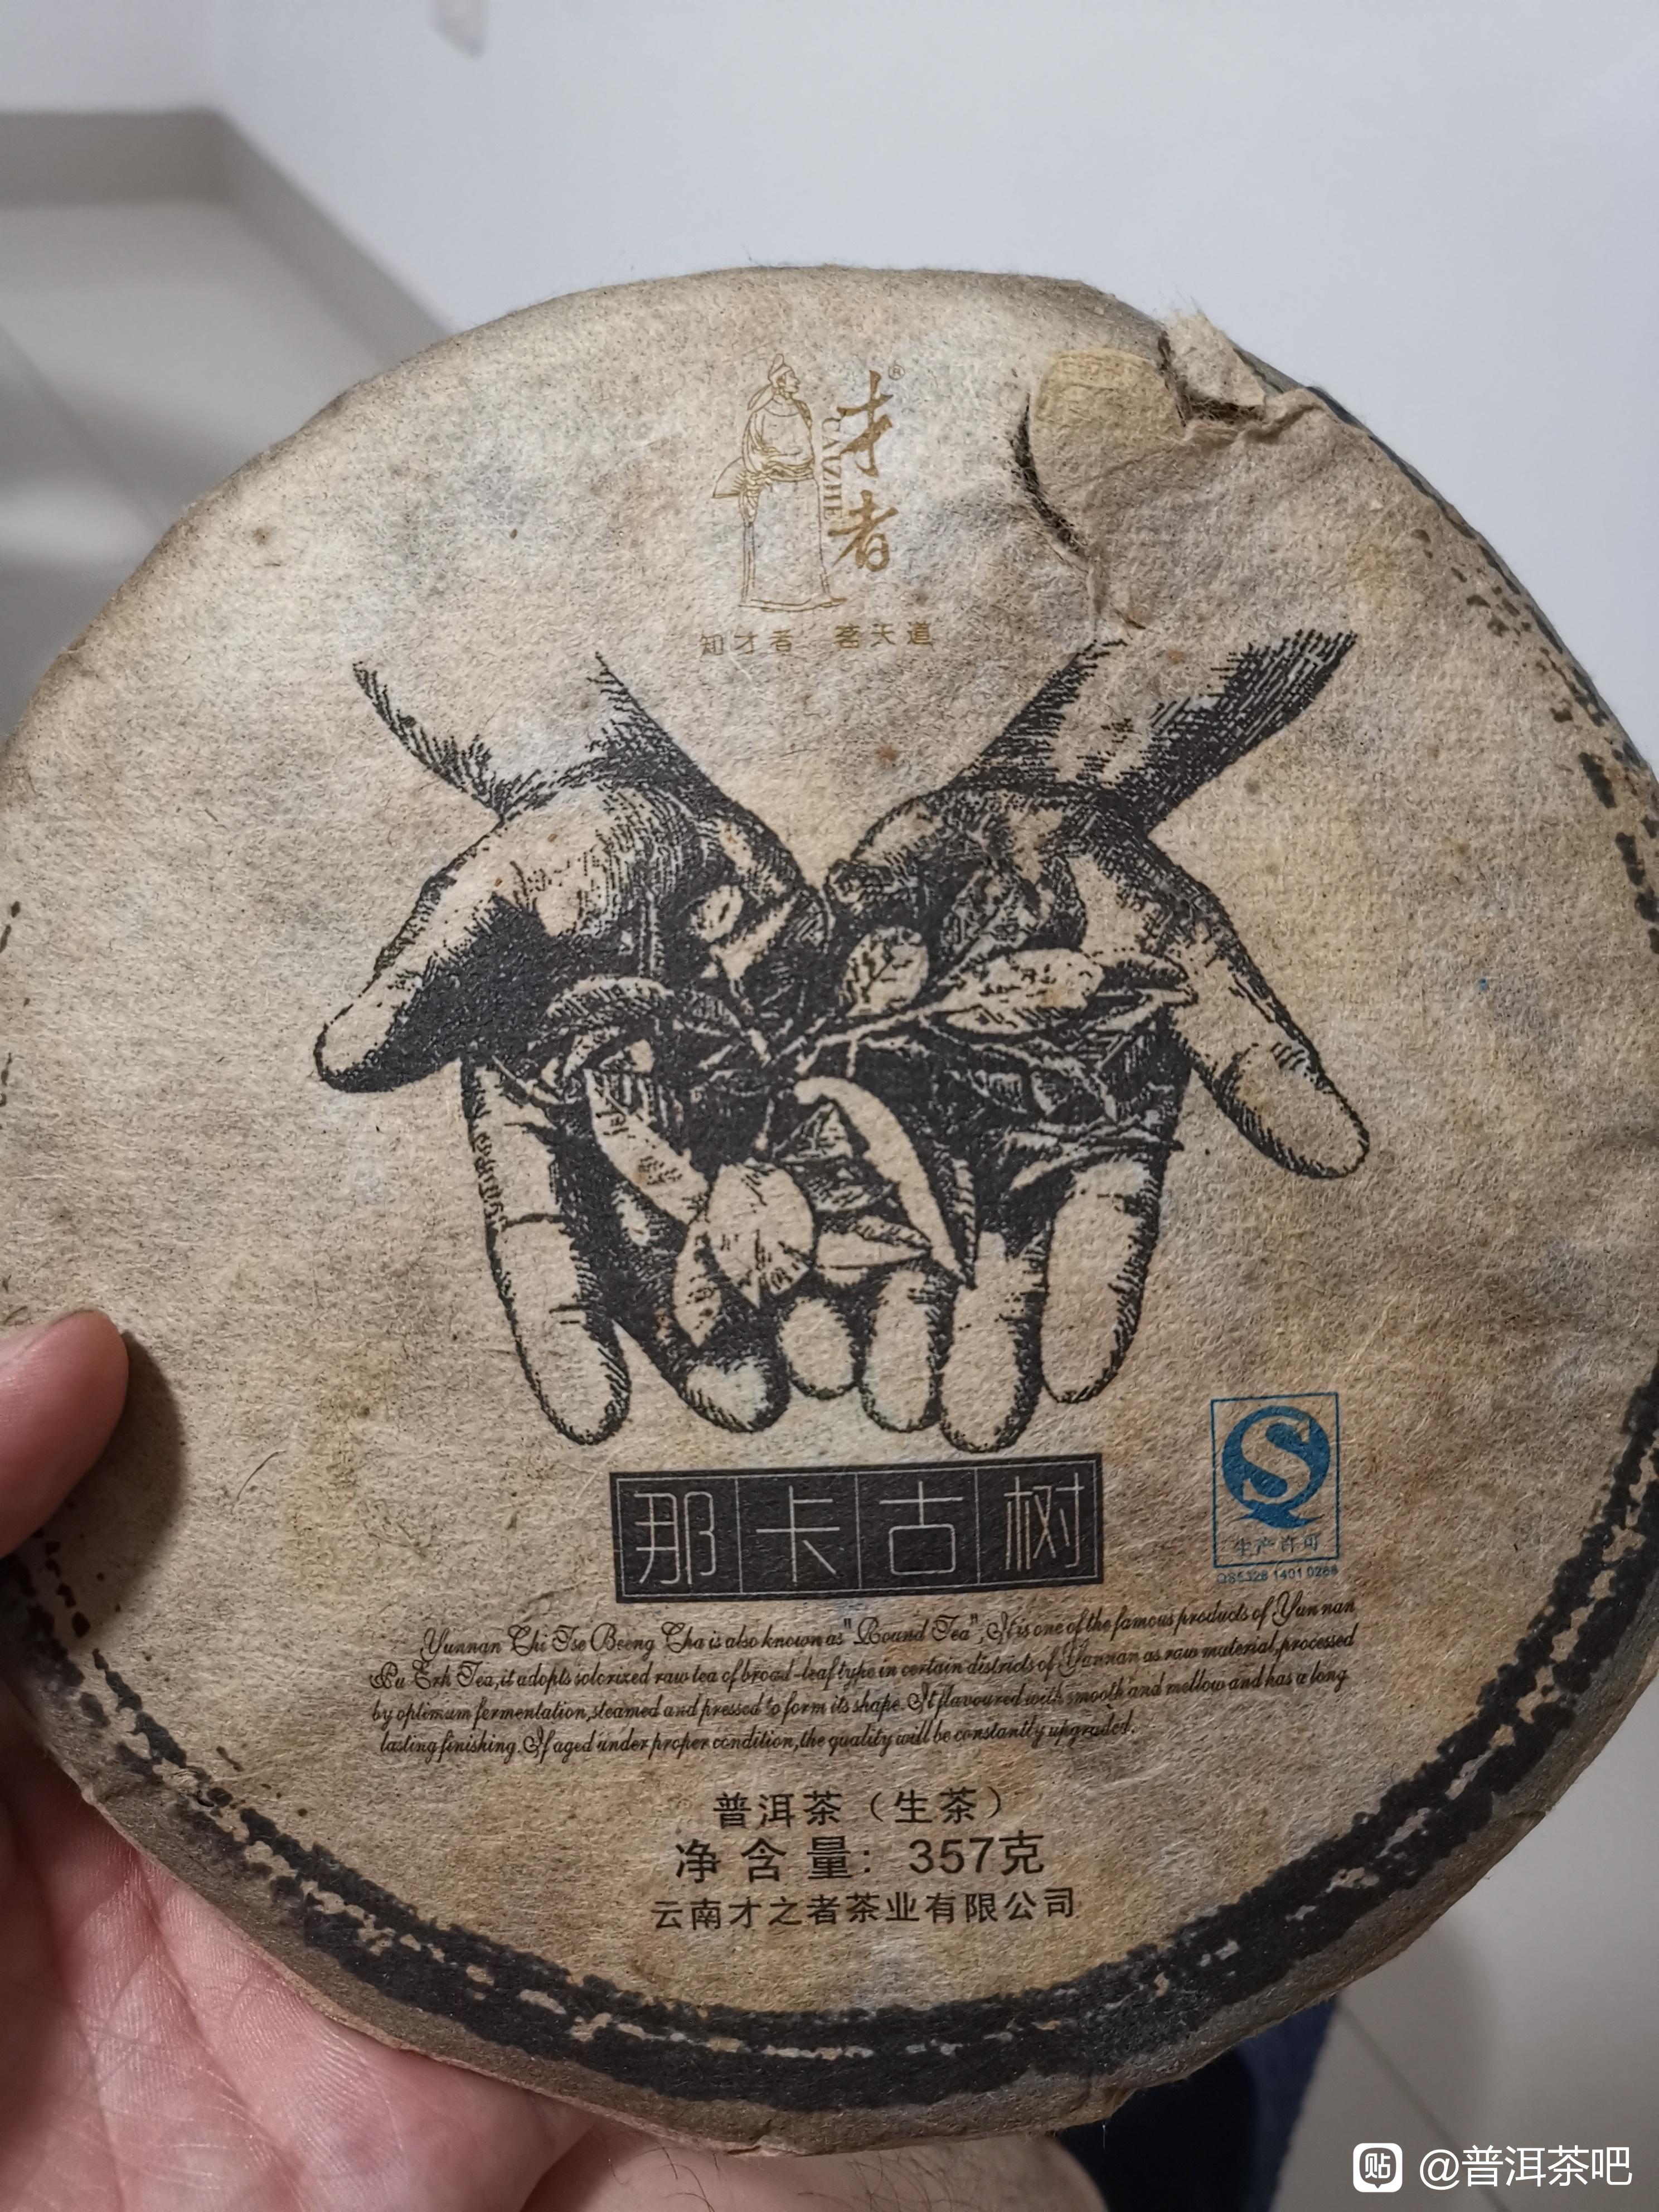 才者®
CAIZHE
知才者 茗天道
那卡古树
生产许可
QS5328 1401 0268
Yunnan Chi Tse Beeng Cha is also known as "Round Tea", It is one of the famous products of Yunnan
Pu Erh Tea,it adopts solorized raw tea of broad-leaf type in certain districts of Yunnan as raw material,processed
by optimum fermentation,steamed and pressed to form its shape.It flavoured with smooth and mellow and has a long
lasting finishing.If aged under proper condition,the quality will be constantly upgraded.
普洱茶（生茶）
净含量：357克
云南才之者茶业有限公司
贴 @普洱茶吧